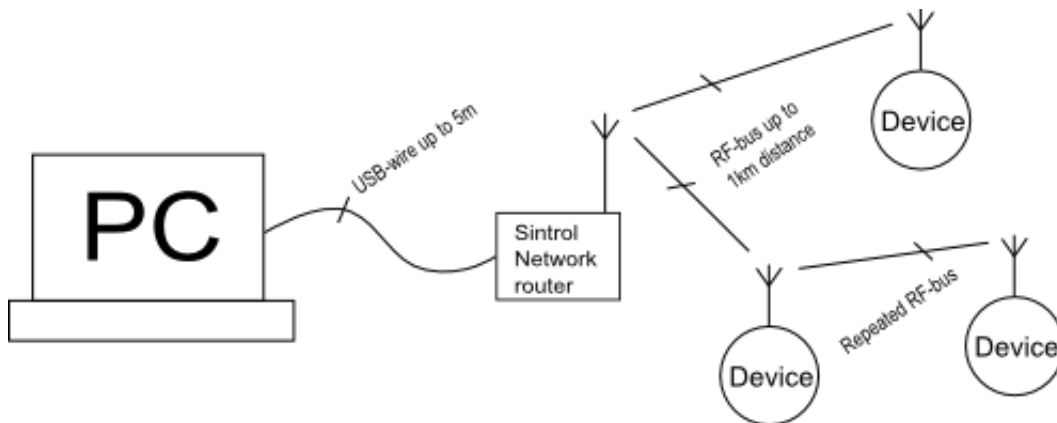 PC
USB-wire up to 5m
Sintrol
Network
router
RF-bus up to
1km distance
Device
Device
Repeated RF-bus
Device